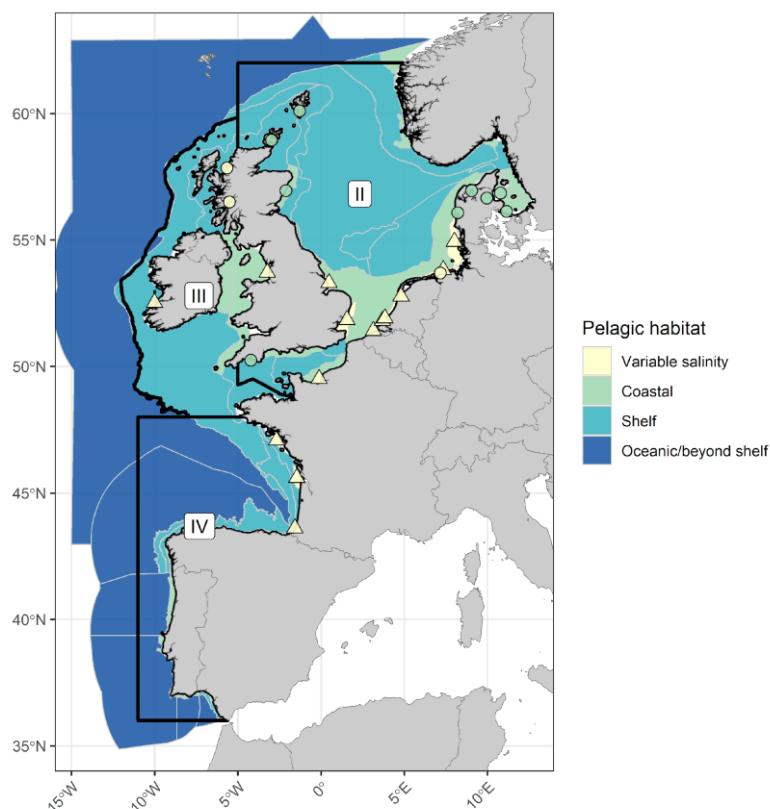 60°N
55°N
50°N
45°N
40°N
35°N
15°W
10°W
5°W
0°
5°E
10°E
II
III
IV
Pelagic habitat
Variable salinity
Coastal
Shelf
Oceanic/beyond shelf